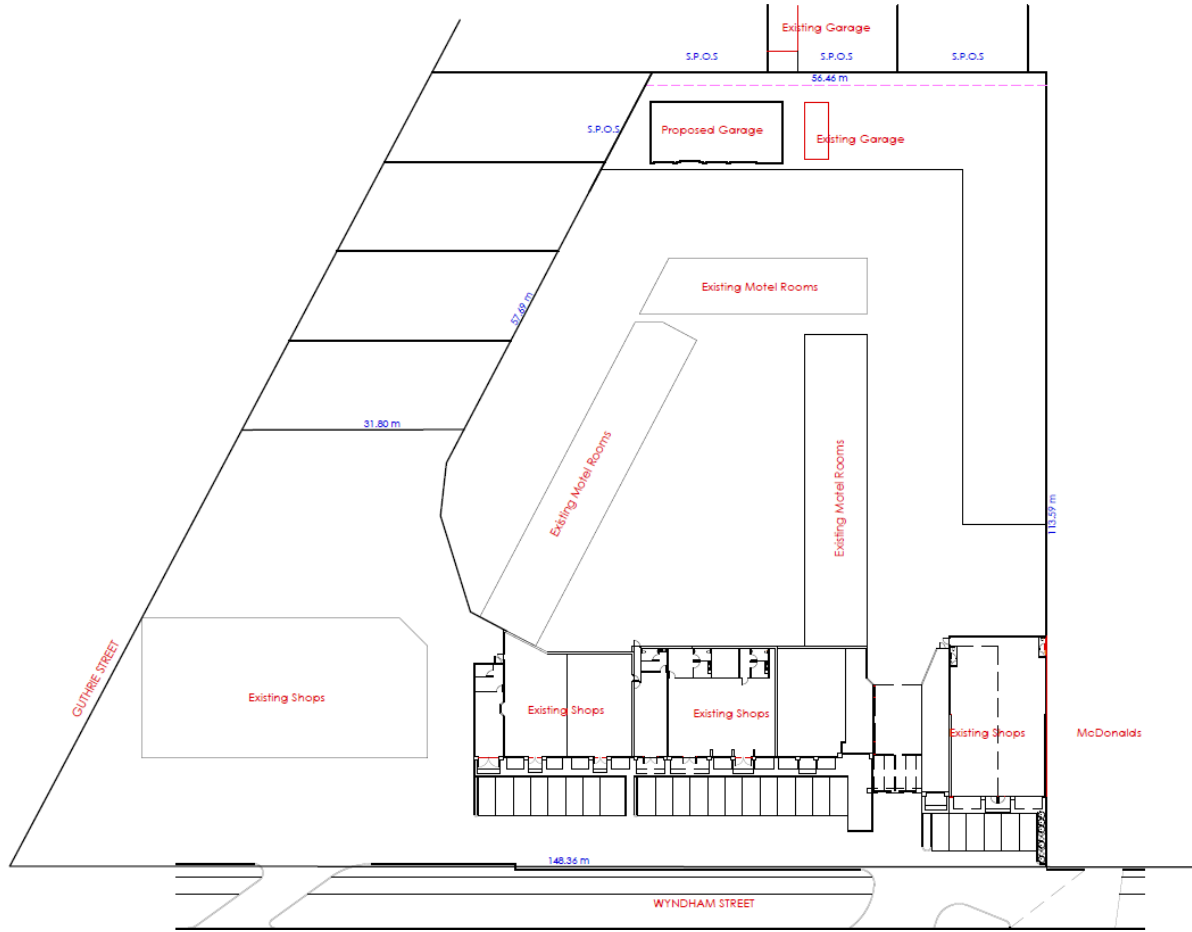 Existing Garage
S.P.O.S
S.P.O.S
S.P.O.S
56.46 m
S.P.O.S
Proposed Garage
Existing Garage
Existing Motel Rooms
57.69 m
31.80 m
Existing Motel Rooms
Existing Motel Rooms
113.59 m
GUTHRIE STREET
Existing Shops
Existing Shops
Existing Shops
Existing Shops
McDonalds
148.36 m
WYNDHAM STREET